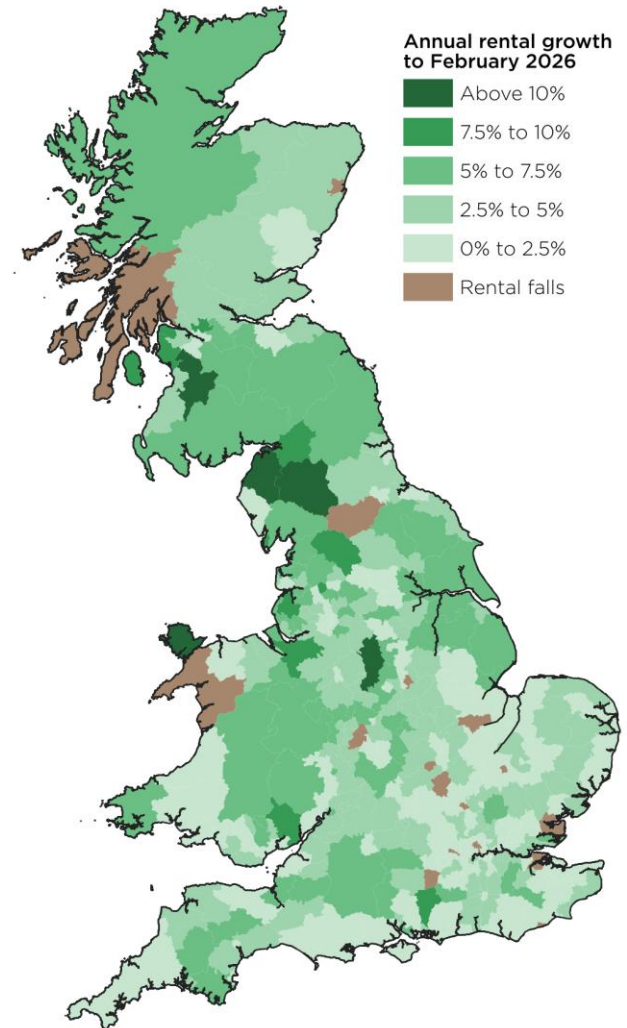 Annual rental growth
to February 2026
Above 10%
7.5% to 10%
5% to 7.5%
2.5% to 5%
0% to 2.5%
Rental falls